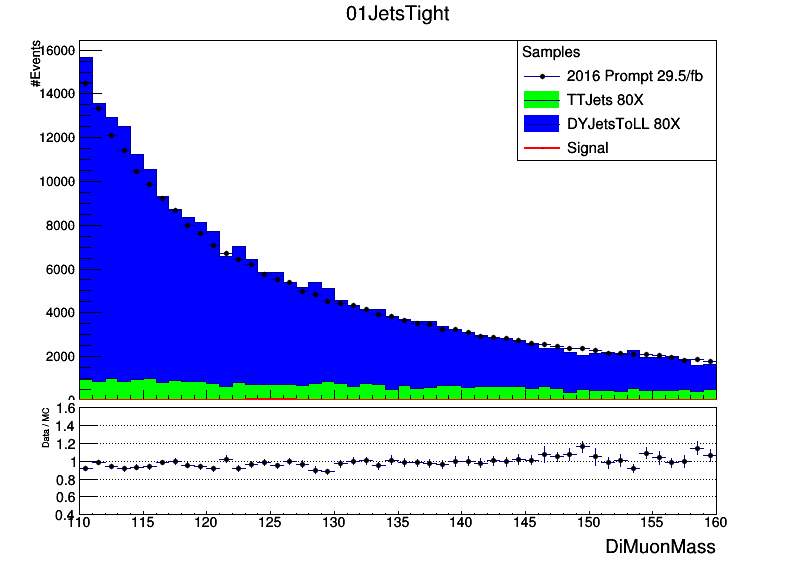 01JetsTight
#Events
16000
14000
12000
10000
8000
6000
4000
2000
0
Samples
2016 Prompt 29.5/fb
TTJets 80X
DYJetsToLL 80X
Signal
Data / MC
1.6
1.4
1.2
1
0.8
0.6
0.4
110 115 120 125 130 135 140 145 150 155 160
DiMuonMass